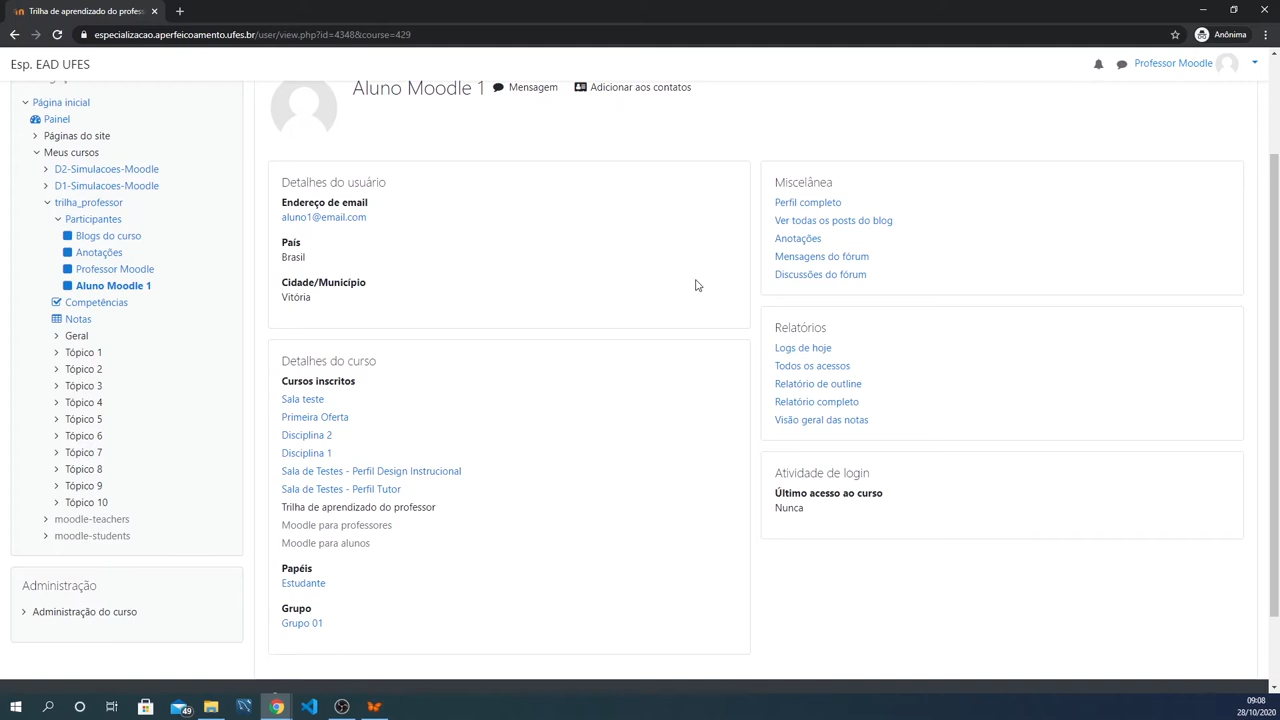 Trilha de aprendizado do profess
especializacao.aperfeicoamento.ufes.br/user/view.php?id=4348&course=429
Anônima
Esp. EAD UFES
Professor Moodle
Página inicial
Painel
Páginas do site
Meus cursos
D2-Simulacoes-Moodle
D1-Simulacoes-Moodle
trilha_professor
Participantes
Blogs do curso
Anotações
Professor Moodle
Aluno Moodle 1
Competências
Notas
Geral
Tópico 1
Tópico 2
Tópico 3
Tópico 4
Tópico 5
Tópico 6
Tópico 7
Tópico 8
Tópico 9
Tópico 10
moodle-teachers
moodle-students
Administração
Administração do curso
Aluno Moodle 1 Mensagem Adicionar aos contatos
Detalhes do usuário
Endereço de email
aluno1@email.com
País
Brasil
Cidade/Município
Vitória
Detalhes do curso
Cursos inscritos
Sala teste
Primeira Oferta
Disciplina 2
Disciplina 1
Sala de Testes - Perfil Design Instrucional
Sala de Testes - Perfil Tutor
Trilha de aprendizado do professor
Moodle para professores
Moodle para alunos
Papéis
Estudante
Grupo
Grupo 01
Miscelânea
Perfil completo
Ver todas os posts do blog
Anotações
Mensagens do fórum
Discussões do fórum
Relatórios
Logs de hoje
Todos os acessos
Relatório de outline
Relatório completo
Visão geral das notas
Atividade de login
Último acesso ao curso
Nunca
49
09:08
28/10/2020